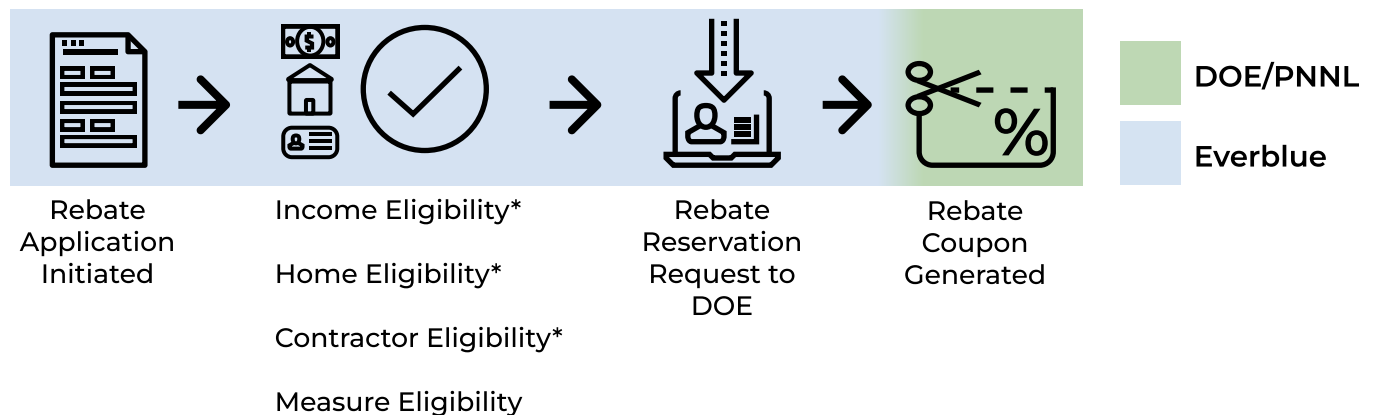 $
%
DOE/PNNL
Everblue
Rebate
Application
Initiated
Income Eligibility*
Home Eligibility*
Contractor Eligibility*
Measure Eligibility
Rebate
Reservation
Request to
DOE
Rebate
Coupon
Generated